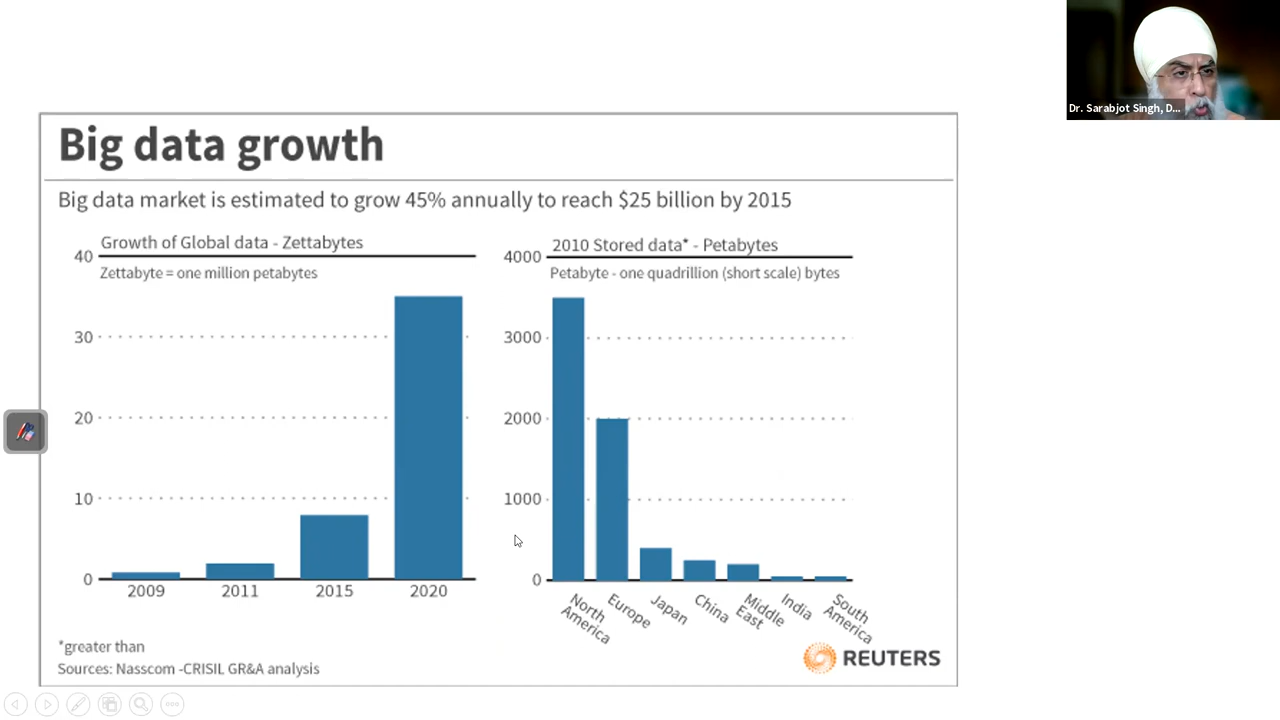 Dr. Sarabjot Singh, D...
Big data growth
Big data market is estimated to grow 45% annually to reach $25 billion by 2015
Growth of Global data - Zettabytes
Zettabyte = one million petabytes
40
30
20
10
0
2009
2011
2015
2020
2010 Stored data* - Petabytes
Petabyte - one quadrillion (short scale) bytes
4000
3000
2000
1000
0
North
America
Europe
Japan
China
Middle
East
India
South
America
*greater than
Sources: Nasscom -CRISIL GR&A analysis
REUTERS